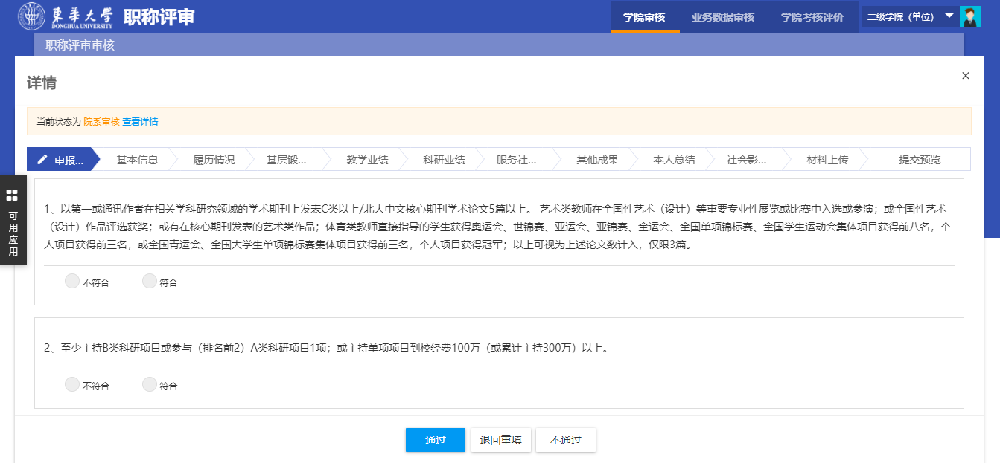 東華大学 职称评审 学院审核 业务数据审核 学院考核评价 二级学院（单位）
DONGHUA UNIVERSITY
职称评审审核
详情 ×
当前状态为 院系审核 查看详情
申报... 基本信息 履历情况 基层锻... 教学业绩 科研业绩 服务社... 其他成果 本人总结 社会影... 材料上传 提交预览
可用应用
1、以第一或通讯作者在相关学科研究领域的学术期刊上发表C类以上/北大中文核心期刊学术论文5篇以上。 艺术类教师在全国性艺术（设计）等重要专业性展览或比赛中入选或参演；或全国性艺术
（设计）作品评选获奖；或有在核心期刊发表的艺术类作品；体育类教师直接指导的学生获得奥运会、世锦赛、亚运会、亚锦赛、全运会、全国单项锦标赛、全国学生运动会集体项目获得前八名，个
人项目获得前三名，或全国青运会、全国大学生单项锦标赛集体项目获得前三名，个人项目获得冠军；以上可视为上述论文数计入，仅限3篇。
不符合 符合
2、至少主持B类科研项目或参与（排名前2）A类科研项目1项；或主持单项项目到校经费100万（或累计主持300万）以上。
不符合 符合
通过 退回重填 不通过